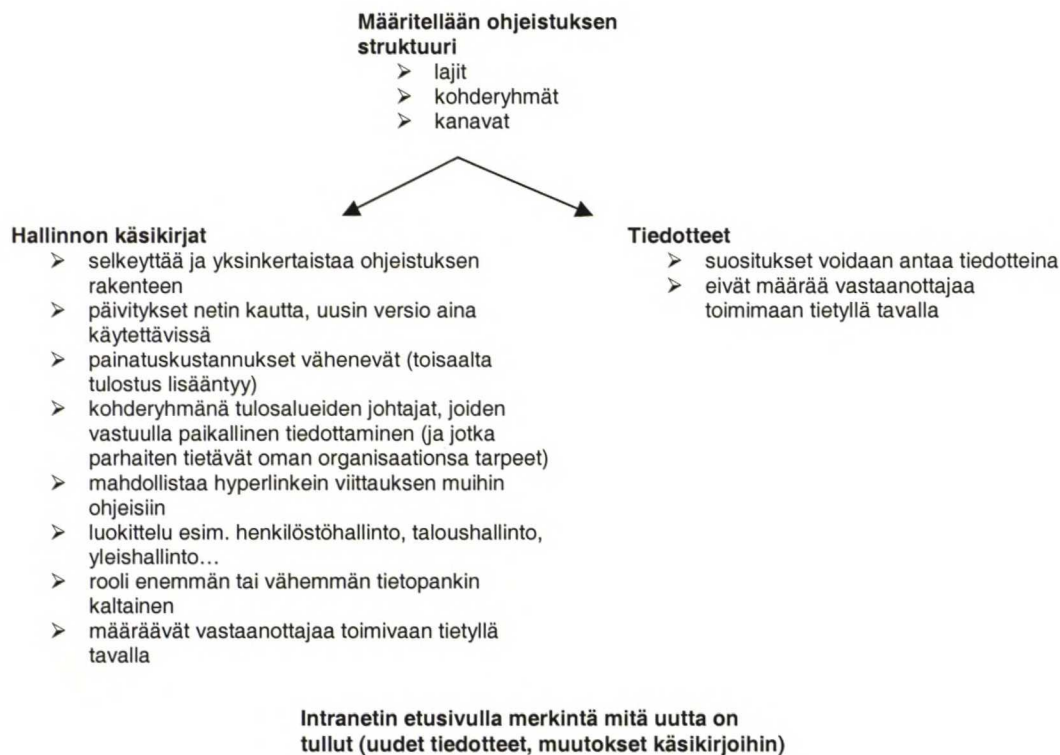 Määritellään ohjeistuksen
struktuuri
➢ lajit
➢ kohderyhmät
➢ kanavat
Hallinnon käsikirjat
➢ selkeyttää ja yksinkertaistaa ohjeistuksen
rakenteen
➢ päivitykset netin kautta, uusin versio aina
käytettävissä
➢ painatuskustannukset vähenevät (toisaalta
tulostus lisääntyy)
➢ kohderyhmänä tulosalueiden johtajat, joiden
vastuulla paikallinen tiedottaminen (ja jotka
parhaiten tietävät oman organisaationsa tarpeet)
➢ mahdollistaa hyperlinkein viittauksen muihin
ohjeisiin
➢ luokittelu esim. henkilöstöhallinto, taloushallinto,
yleishallinto...
➢ rooli enemmän tai vähemmän tietopankin
kaltainen
➢ määräävät vastaanottajaa toimivaan tietyllä
tavalla
Tiedotteet
➢ suositukset voidaan antaa tiedotteina
➢ eivät määrää vastaanottajaa
toimimaan tietyllä tavalla
Intranetin etusivulla merkintä mitä uutta on
tullut (uudet tiedotteet, muutokset käsikirjoihin)